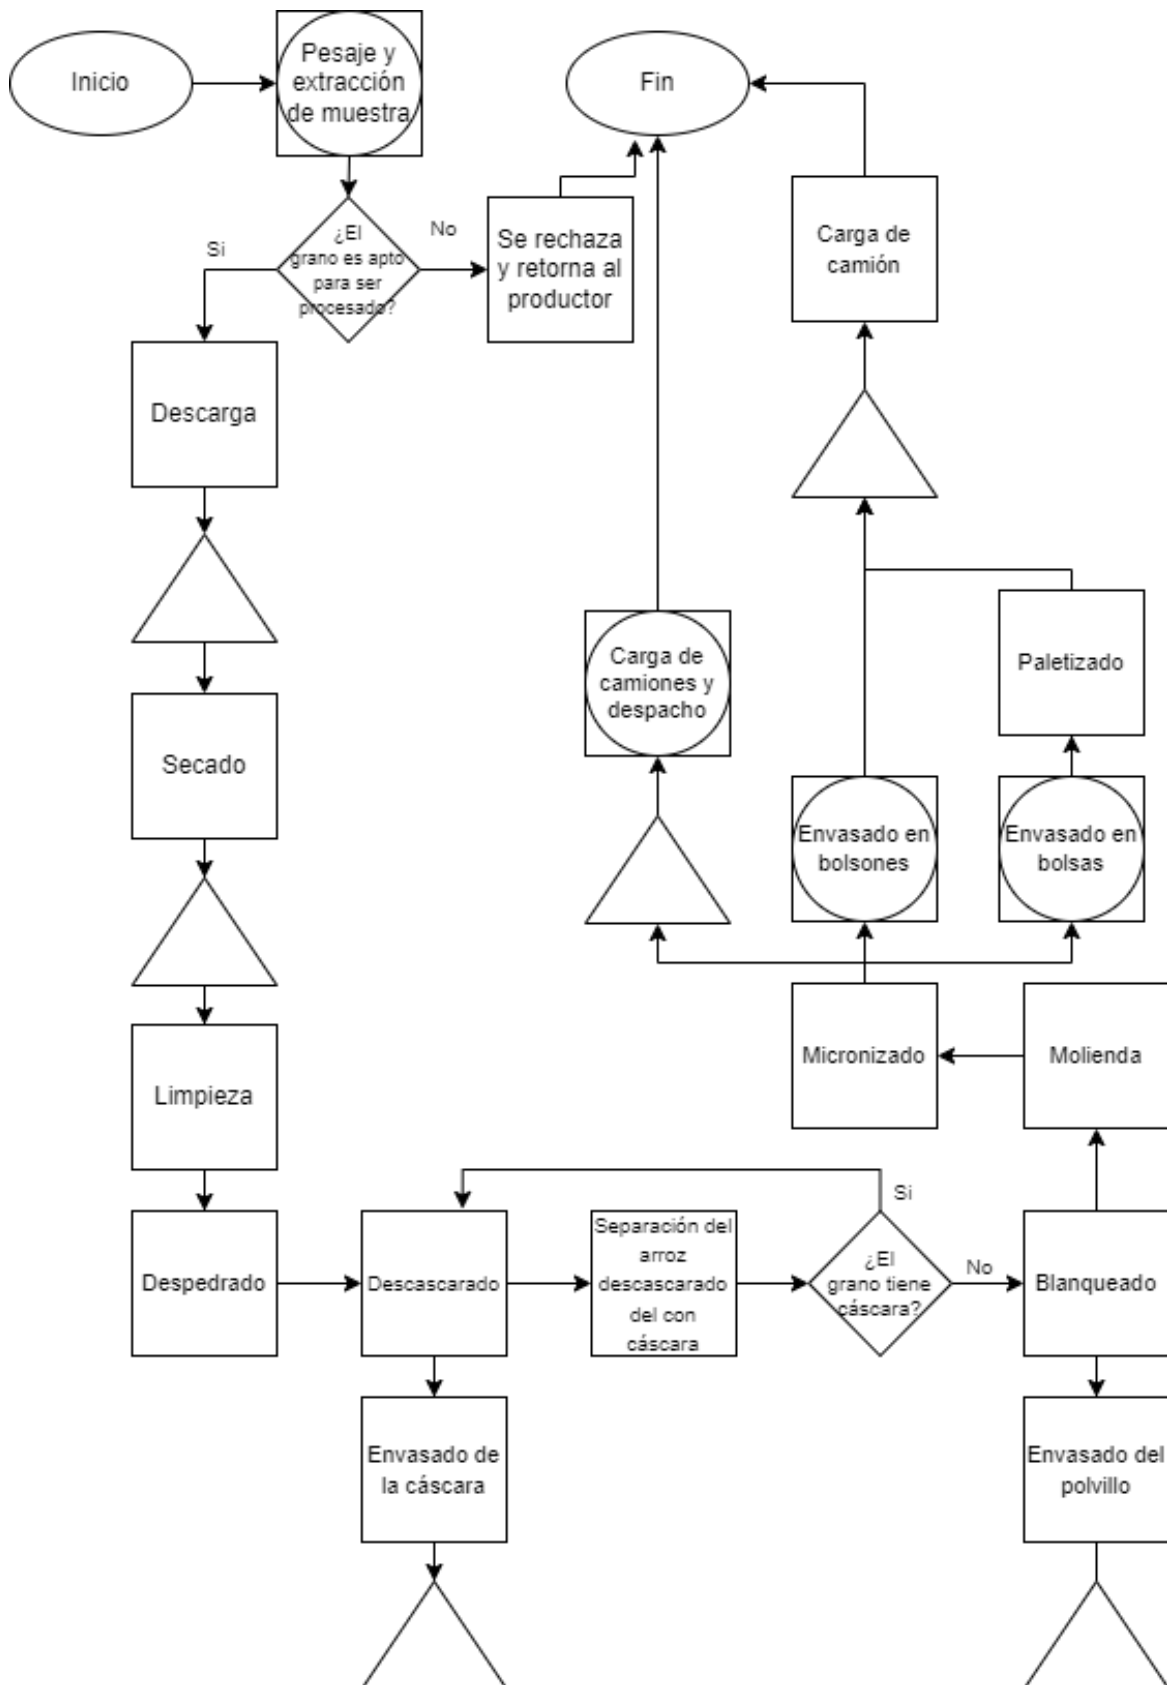 Inicio
Pesaje y
extracción
de muestra
Fin
¿El
grano es apto
para ser
procesado?
Si
No
Se rechaza
y retorna al
productor
Carga de
camión
Descarga
Secado
Limpieza
Carga de
camiones y
despacho
Paletizado
Envasado en
bolsones
Envasado en
bolsas
Micronizado
Molienda
Despedrado
Descascarado
Separación del
arroz
descascarado
del con
cáscara
¿El
grano tiene
cáscara?
Si
No
Blanqueado
Envasado de
la cáscara
Envasado del
polvillo